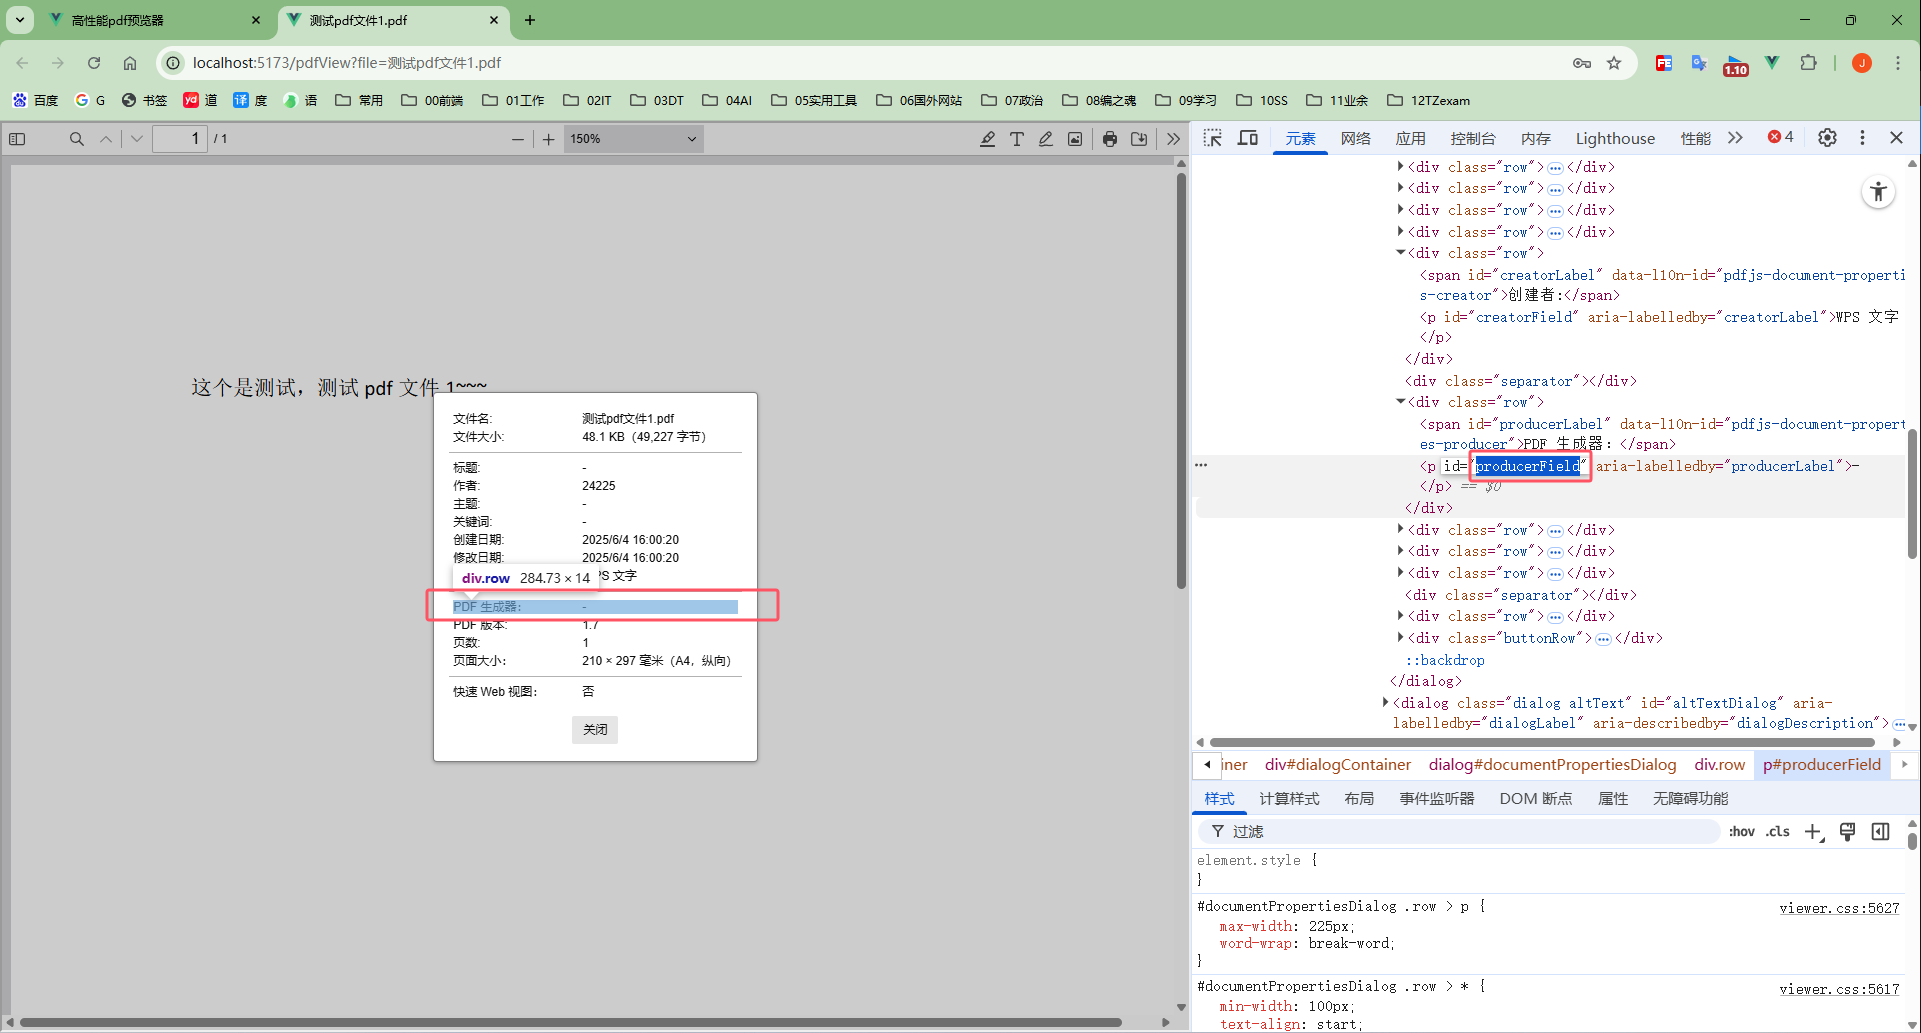 高性能pdf预览器
测试pdf文件1.pdf
localhost:5173/pdfView?file=测试pdf文件1.pdf
1.10
J
百度 G 书签 yd 道 译 度 语 常用 00前端 01工作 02IT 03DT 04AI 05实用工具 06国外网站 07政治 08编之魂 09学习 10SS 11业余 12TZexam
1 / 1
150%
这个是测试，测试 pdf 文件 1~~~
文件名: 测试pdf文件1.pdf
文件大小: 48.1 KB（49,227 字节）
标题: -
作者: 24225
主题: -
关键词: -
创建日期: 2025/6/4 16:00:20
修改日期: 2025/6/4 16:00:20
div.row 284.73 × 14
PS 文字
PDF 生成器： -
PDF 版本: 1.7
页数: 1
页面大小: 210 × 297 毫米（A4，纵向）
快速 Web 视图： 否
关闭
元素 网络 应用 控制台 内存 Lighthouse 性能 4
<div class="row"> </div>
<div class="row"> </div>
<div class="row"> </div>
<div class="row"> </div>
<div class="row">
<span id="creatorLabel" data-l10n-id="pdfjs-document-properti
s-creator">创建者:</span>
<p id="creatorField" aria-labelledby="creatorLabel">WPS 文字
</p>
</div>
<div class="separator"></div>
<div class="row">
<span id="producerLabel" data-l10n-id="pdfjs-document-propert
es-producer">PDF 生成器：</span>
<p id="producerField" aria-labelledby="producerLabel">-
</p> == $0
</div>
<div class="row"> </div>
<div class="row"> </div>
<div class="row"> </div>
<div class="separator"></div>
<div class="row"> </div>
<div class="buttonRow"> </div>
::backdrop
</dialog>
<dialog class="dialog altText" id="altTextDialog" aria-
labelledby="dialogLabel" aria-describedby="dialogDescription">
iner div#dialogContainer dialog#documentPropertiesDialog div.row p#producerField
样式 计算样式 布局 事件监听器 DOM 断点 属性 无障碍功能
过滤 :hov .cls
element.style {
}
#documentPropertiesDialog .row > p { viewer.css:5627
max-width: 225px;
word-wrap: break-word;
}
#documentPropertiesDialog .row > * { viewer.css:5617
min-width: 100px;
text-align: start;